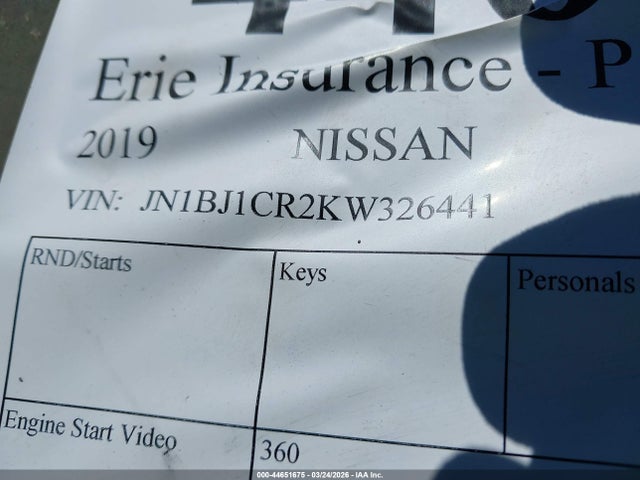 Erie Insurance - P
2019 NISSAN
VIN: JN1BJ1CR2KW326441
RND/Starts Keys Personals
Engine Start Video 360
000-44651675 - 03/24/2026 - IAA Inc.